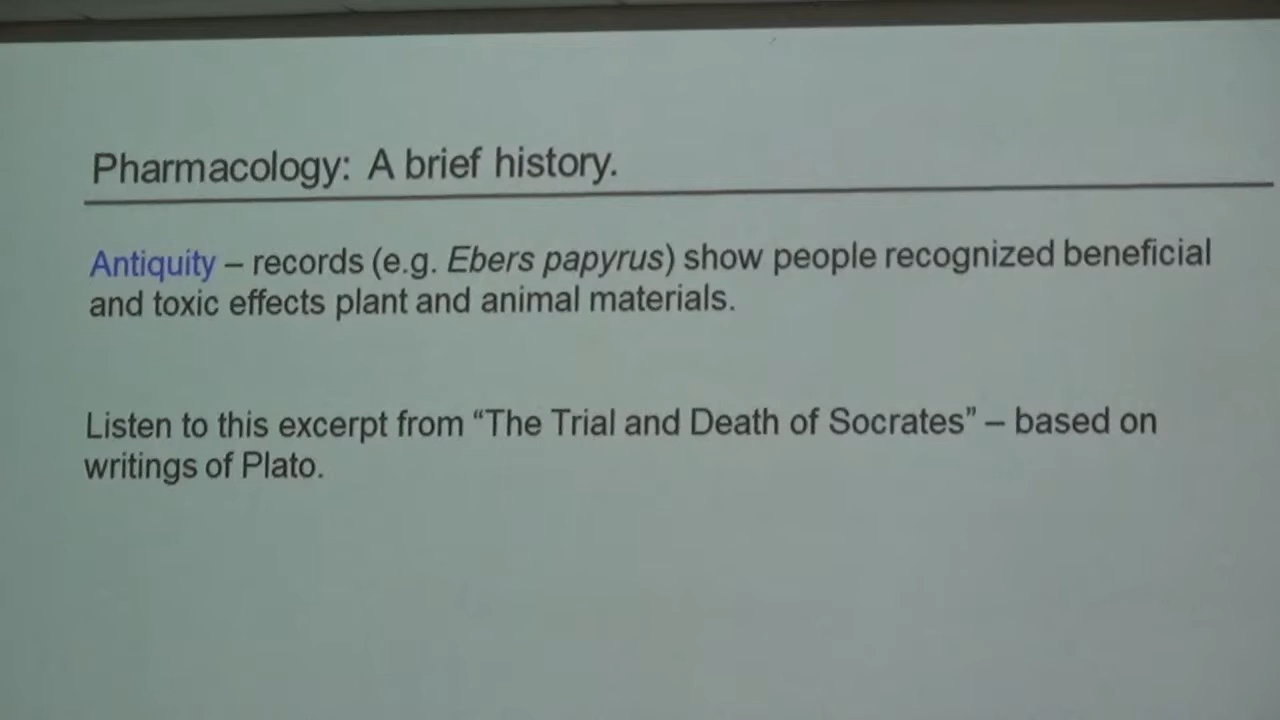 Pharmacology: A brief history.
Antiquity – records (e.g. Ebers papyrus) show people recognized beneficial
and toxic effects plant and animal materials.
Listen to this excerpt from “The Trial and Death of Socrates” – based on
writings of Plato.